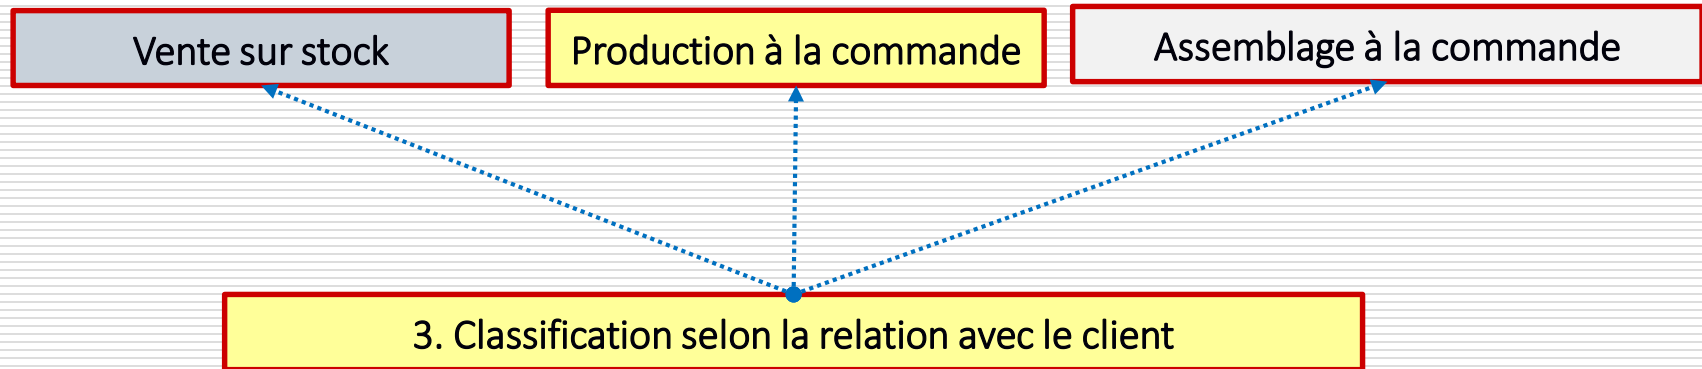 Vente sur stock
Production à la commande
Assemblage à la commande
3. Classification selon la relation avec le client